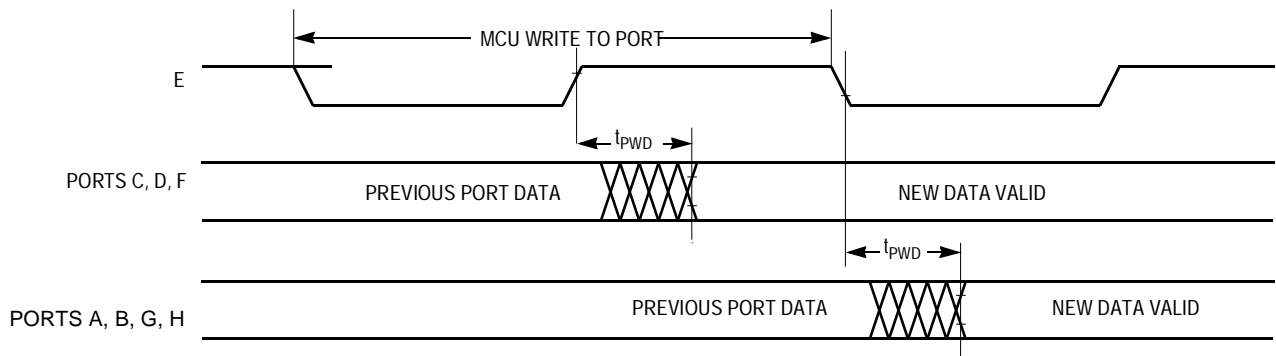 MCU WRITE TO PORT
E
tPWD
PORTS C, D, F
PREVIOUS PORT DATA
NEW DATA VALID
tPWD
PORTS A, B, G, H
PREVIOUS PORT DATA
NEW DATA VALID